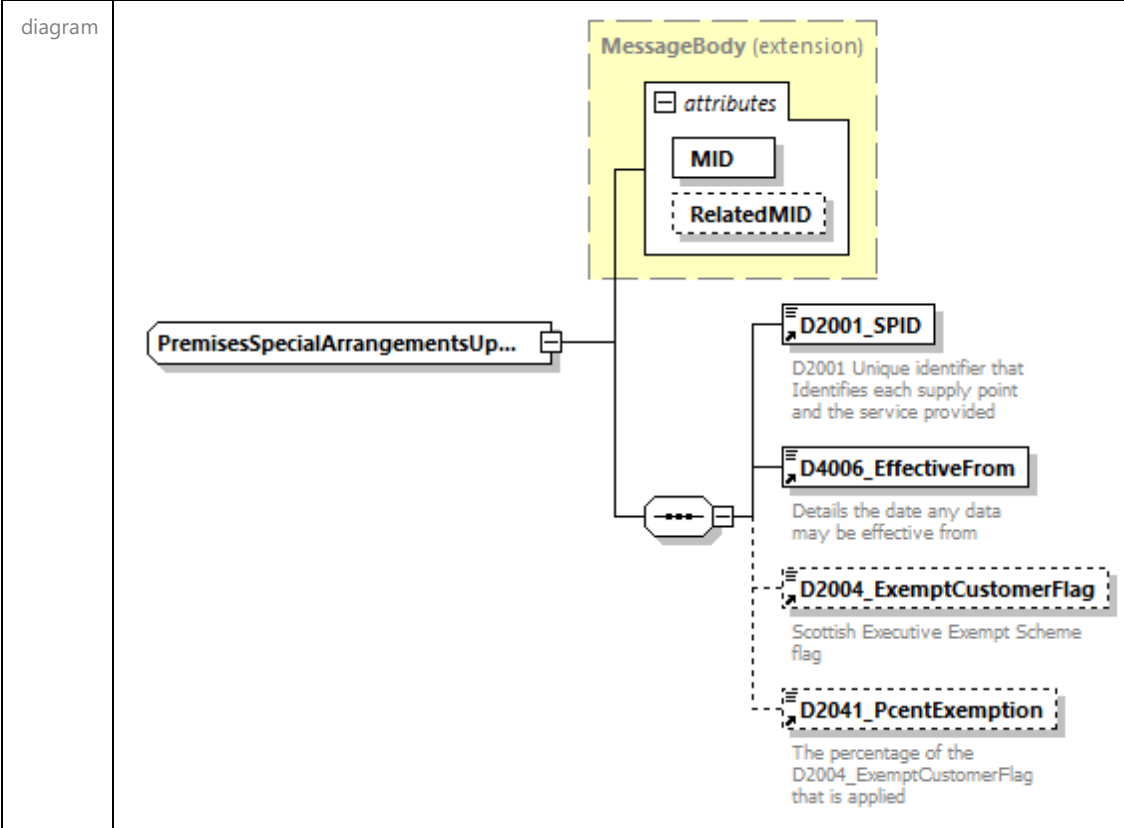 diagram
MessageBody (extension)
attributes
MID
RelatedMID
PremisesSpecialArrangementsUp...
D2001_SPID
D2001 Unique identifier that
Identifies each supply point
and the service provided
D4006_EffectiveFrom
Details the date any data
may be effective from
D2004_ExemptCustomerFlag
Scottish Executive Exempt Scheme
flag
D2041_PcentExemption
The percentage of the
D2004_ExemptCustomerFlag
that is applied